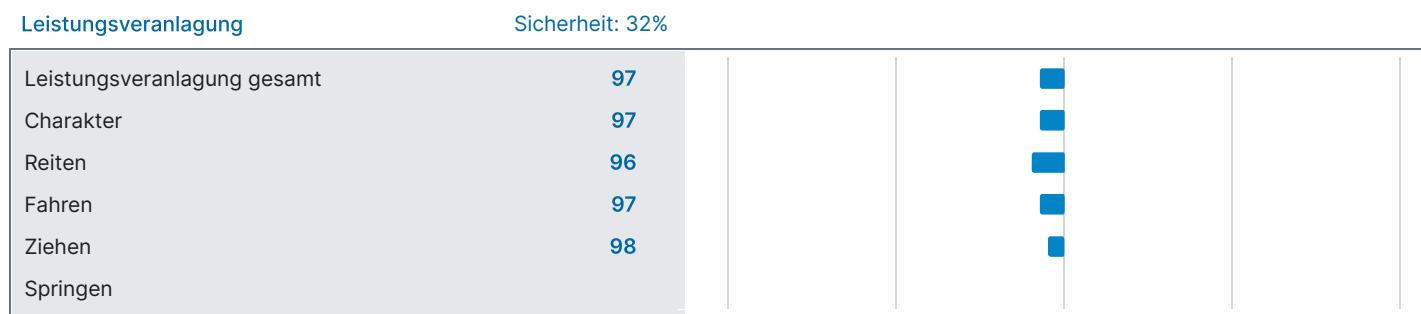 Leistungsveranlagung Sicherheit: 32%
Leistungsveranlagung gesamt 97
Charakter 97
Reiten 96
Fahren 97
Ziehen 98
Springen